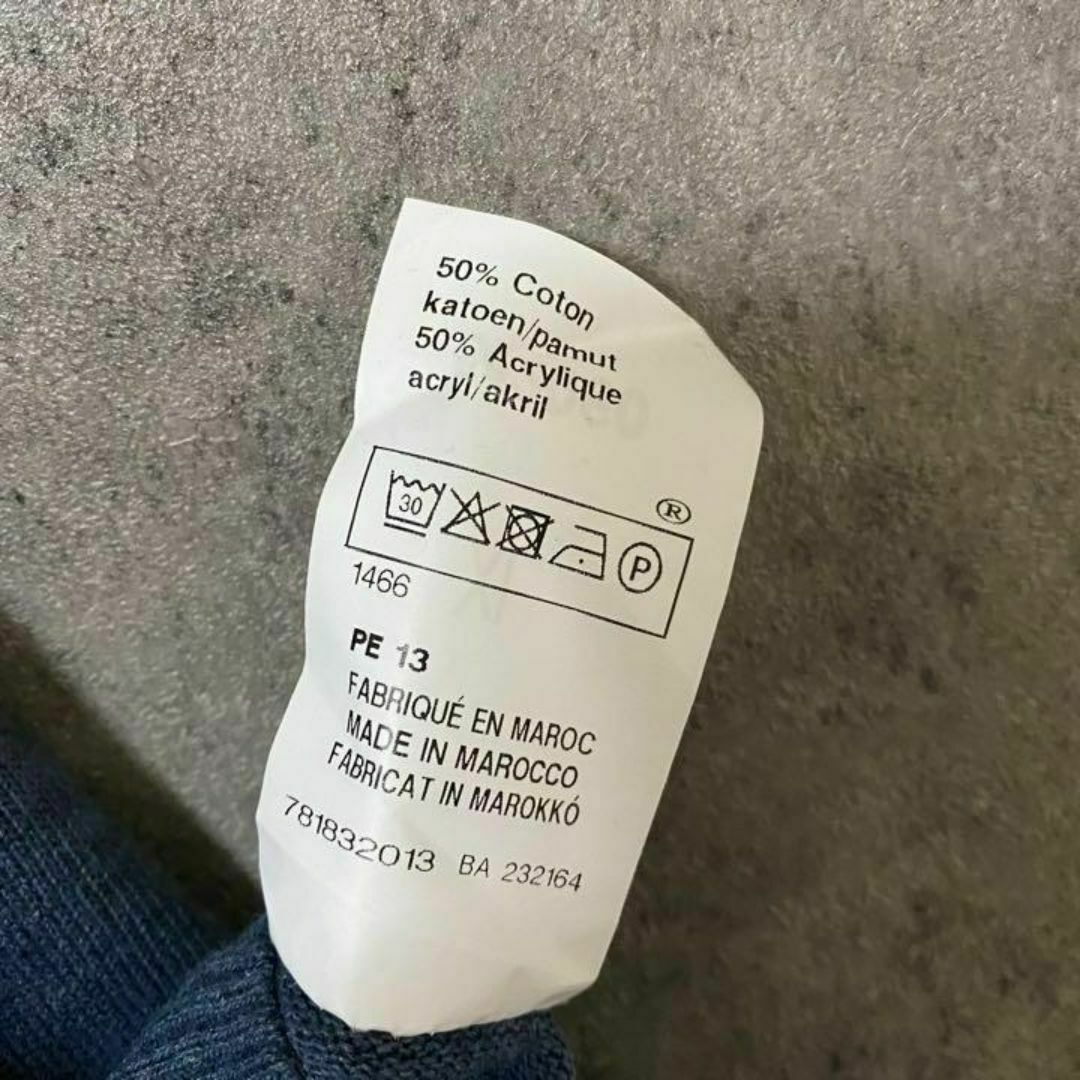 50% Coton
katoen/pamut
50% Acrylique
acryl/akril
®
30
P
1466
PE 13
FABRIQUÉ EN MAROC
MADE IN MAROCCO
FABRICAT IN MAROKKÓ
781832013 BA 232164